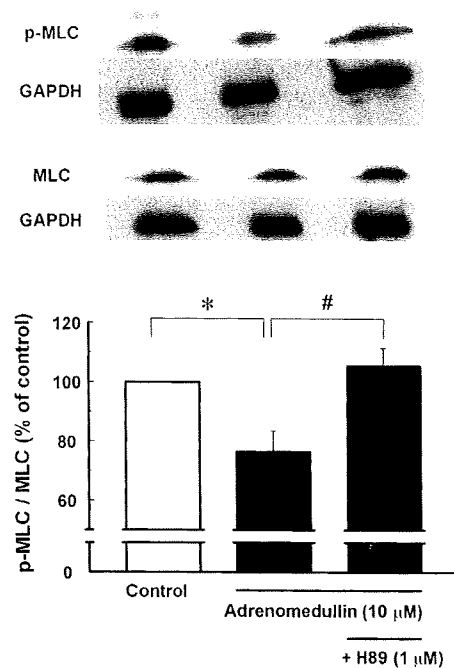 p-MLC
GAPDH
MLC
GAPDH
* #
120
100
80
60
0
p-MLC / MLC (% of control)
Control
Adrenomedullin (10 μM)
+ H89 (1 μM)